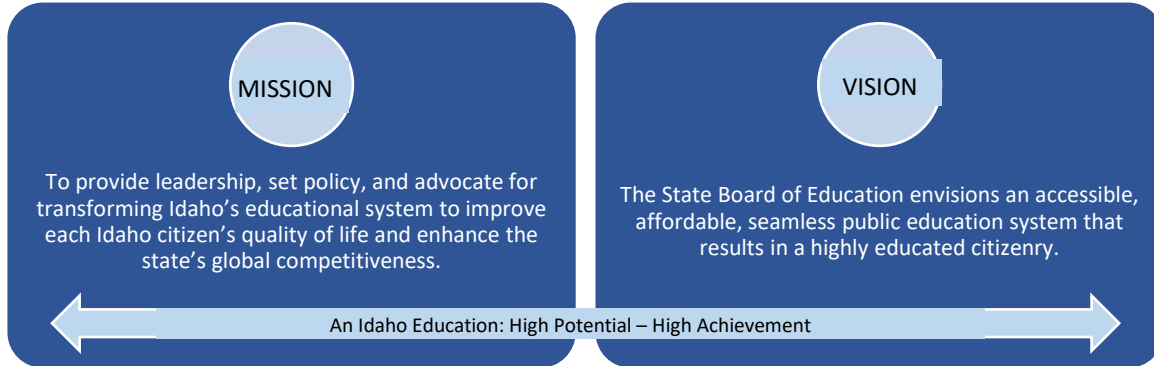 MISSION
To provide leadership, set policy, and advocate for
transforming Idaho’s educational system to improve
each Idaho citizen’s quality of life and enhance the
state’s global competitiveness.
VISION
The State Board of Education envisions an accessible,
affordable, seamless public education system that
results in a highly educated citizenry.
An Idaho Education: High Potential – High Achievement